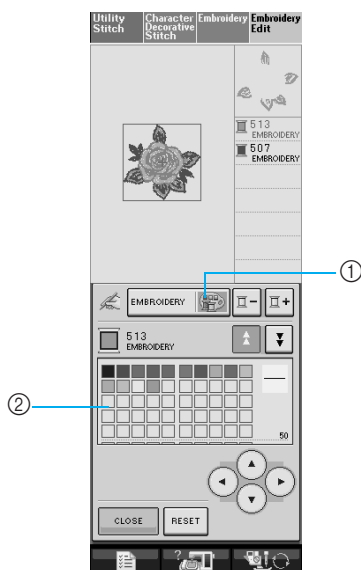 Utility Stitch
Character Decorative Stitch
Embroidery
Embroidery Edit
513
EMBROIDERY
507
EMBROIDERY
①
EMBROIDERY
513
EMBROIDERY
②
50
CLOSE
RESET
?